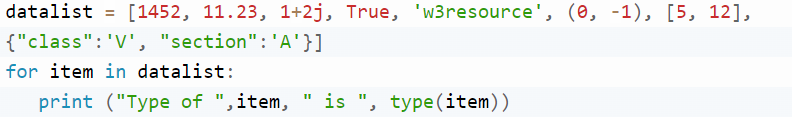 datalist = [1452, 11.23, 1+2j, True, 'w3resource', (0, -1), [5, 12],
{"class":'V', "section":'A'}]
for item in datalist:
   print ("Type of ",item, " is ", type(item))